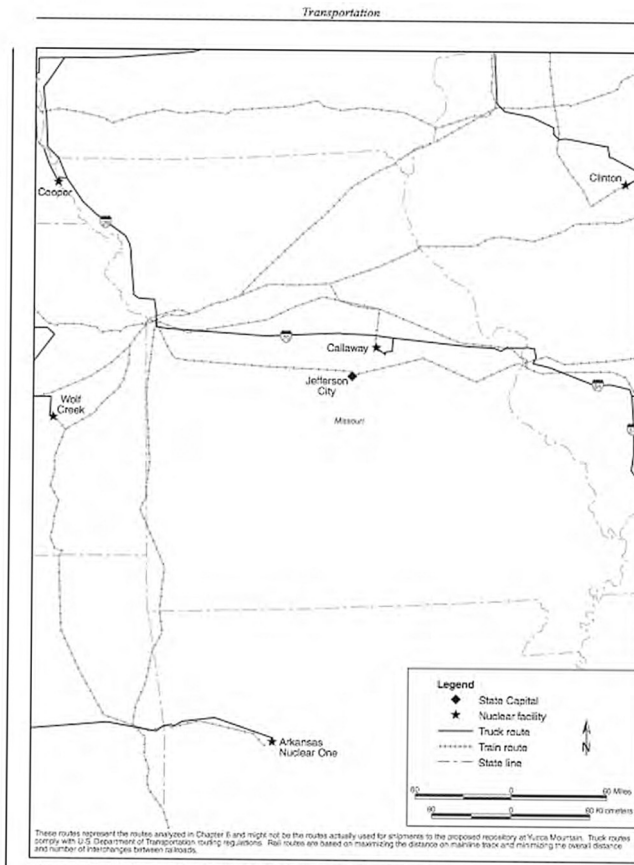 Transportation
Cooper
Clinton
Callaway
Jefferson
City
Missouri
Wolf
Creek
Arkansas
Nuclear One
Legend
State Capital
Nuclear facility
Truck route
Train route
State line
N
60 0 60 Miles
60 0 60 Kilometers
These routes represent the routes analyzed in Chapter 6 and might not be the routes actually used for shipments to the proposed repository at Yucca Mountain. Truck routes
comply with U.S. Department of Transportation routing regulations. Rail routes are based on maximizing the distance on mainline track and minimizing the overall distance
and number of interchanges between railroads.